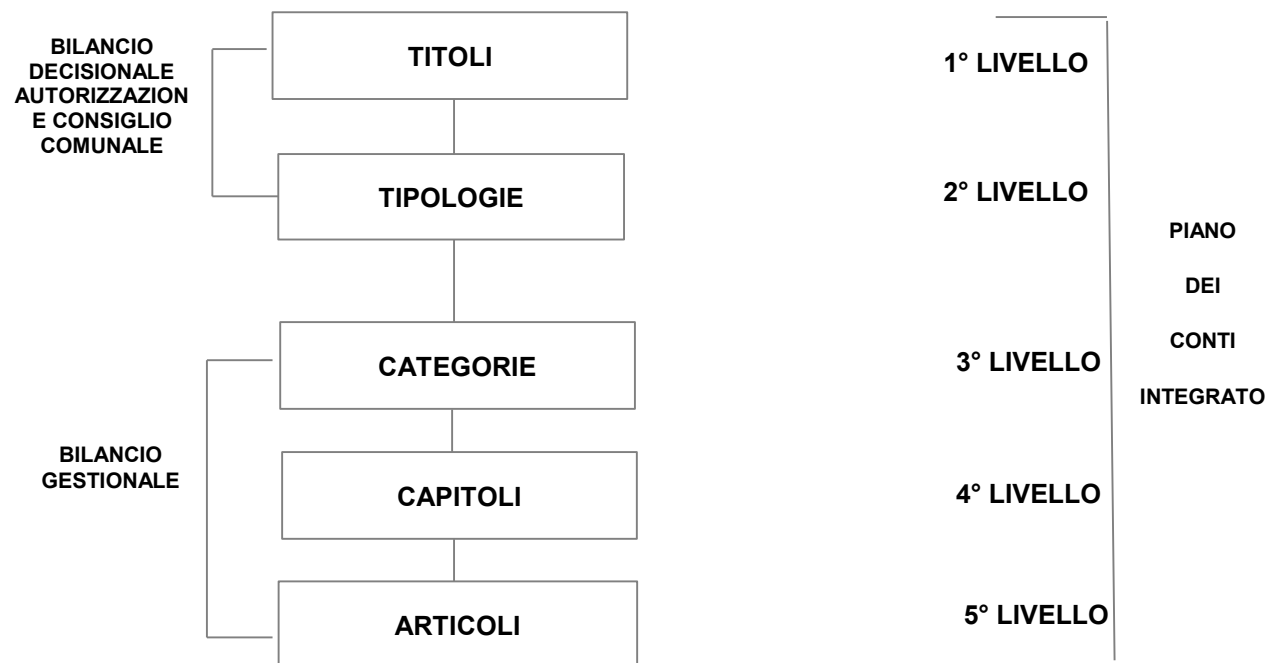 BILANCIO
DECISIONALE
AUTORIZZAZION
E CONSIGLIO
COMUNALE
TITOLI
1° LIVELLO
TIPOLOGIE
2° LIVELLO
PIANO
DEI
CONTI
INTEGRATO
CATEGORIE
3° LIVELLO
BILANCIO
GESTIONALE
CAPITOLI
4° LIVELLO
ARTICOLI
5° LIVELLO